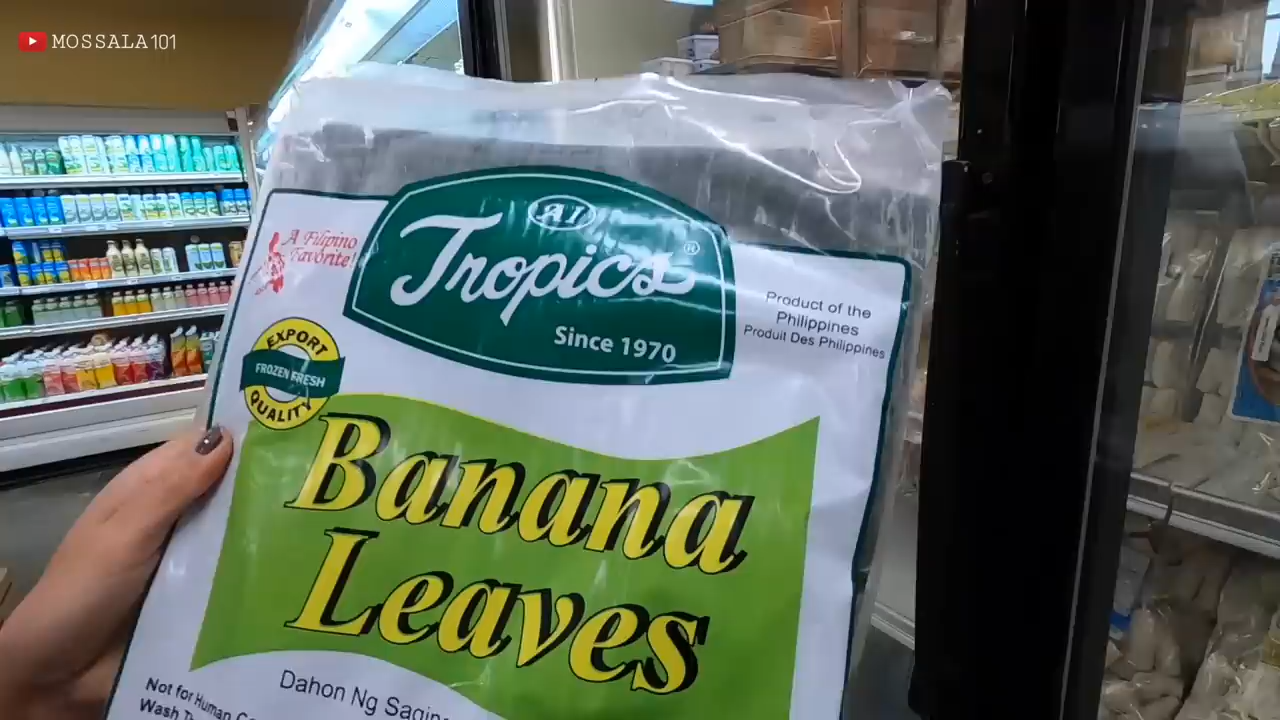 MOSSALA101
A1
Tropics®
Since 1970
A Filipino
Favorite!
Product of the
Philippines
Produit Des Philippines
EXPORT
FROZEN FRESH
QUALITY
Banana
Leaves
Dahon Ng Saging
Not for Human
Wash